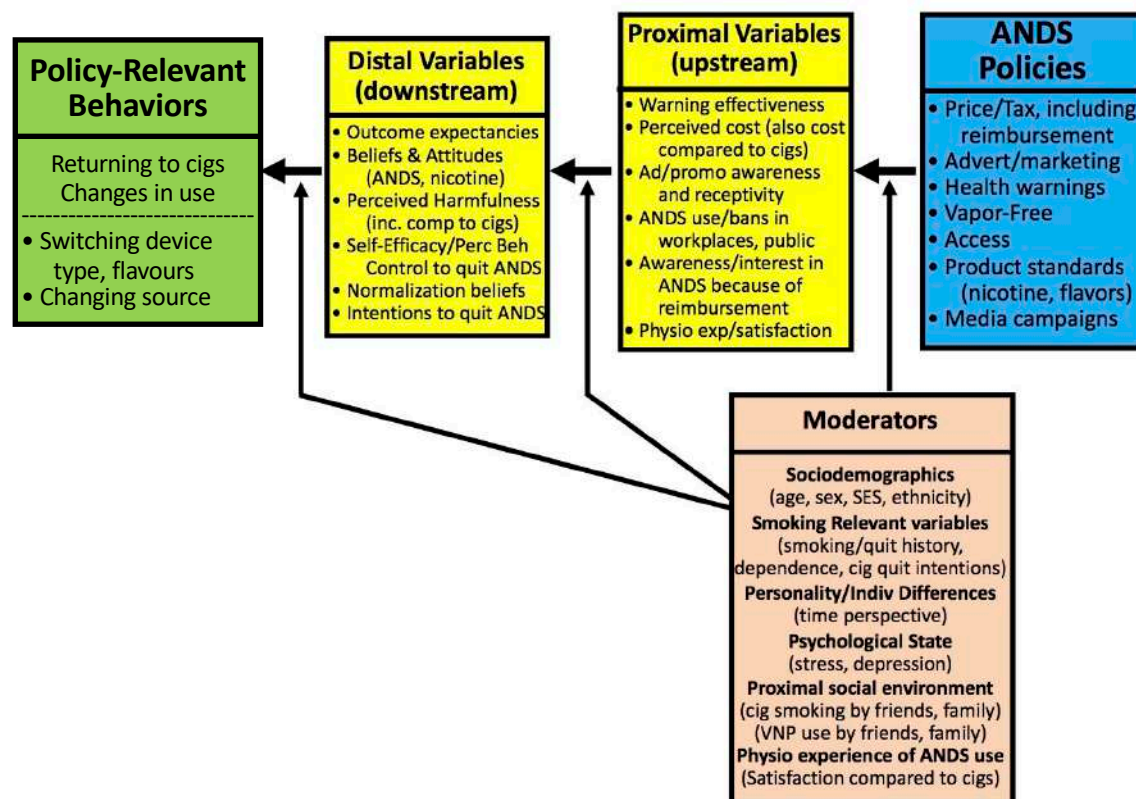 Policy-Relevant
Behaviors
Returning to cigs
Changes in use
--------------------------------
• Switching device
type, flavours
• Changing source
Distal Variables
(downstream)
• Outcome expectancies
• Beliefs & Attitudes
(ANDS, nicotine)
• Perceived Harmfulness
(inc. comp to cigs)
• Self-Efficacy/Perc Beh
Control to quit ANDS
• Normalization beliefs
• Intentions to quit ANDS
Proximal Variables
(upstream)
• Warning effectiveness
• Perceived cost (also cost
compared to cigs)
• Ad/promo awareness
and receptivity
• ANDS use/bans in
workplaces, public
• Awareness/interest in
ANDS because of
reimbursement
• Physio exp/satisfaction
ANDS
Policies
• Price/Tax, including
reimbursement
• Advert/marketing
• Health warnings
• Vapor-Free
• Access
• Product standards
(nicotine, flavors)
• Media campaigns
Moderators
Sociodemographics
(age, sex, SES, ethnicity)
Smoking Relevant variables
(smoking/quit history,
dependence, cig quit intentions)
Personality/Indiv Differences
(time perspective)
Psychological State
(stress, depression)
Proximal social environment
(cig smoking by friends, family)
(VNP use by friends, family)
Physio experience of ANDS use
(Satisfaction compared to cigs)